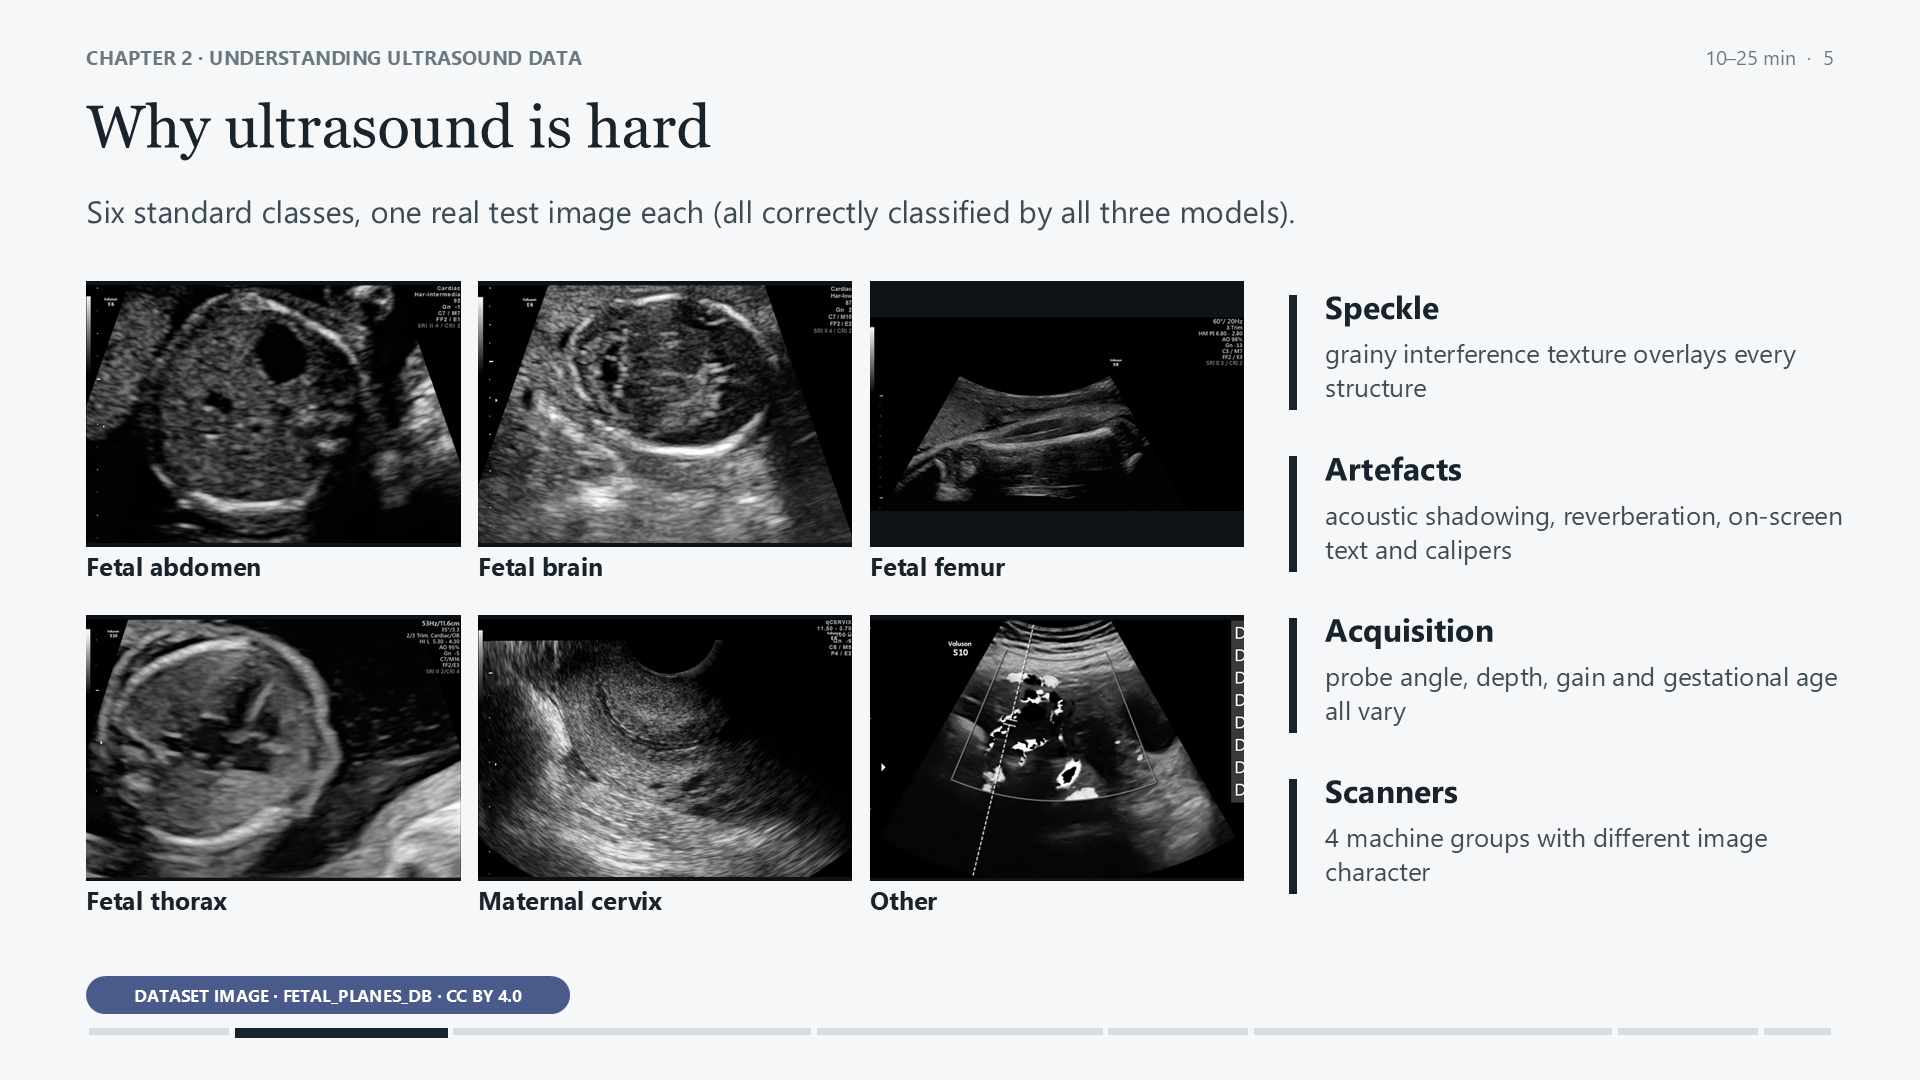 CHAPTER 2 · UNDERSTANDING ULTRASOUND DATA
10–25 min · 5
Why ultrasound is hard
Six standard classes, one real test image each (all correctly classified by all three models).
Fetal abdomen
Fetal brain
Fetal femur
Voluson
S10
D
D
D
D
D
D
D
D
Fetal thorax
Maternal cervix
Other
Speckle
grainy interference texture overlays every
structure
Artefacts
acoustic shadowing, reverberation, on-screen
text and calipers
Acquisition
probe angle, depth, gain and gestational age
all vary
Scanners
4 machine groups with different image
character
DATASET IMAGE · FETAL_PLANES_DB · CC BY 4.0